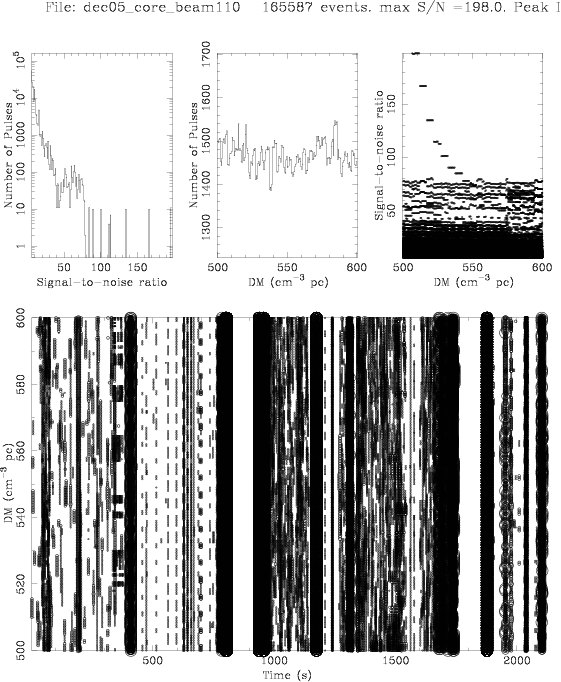 File: dec05_core_beam110 165587 events. max S/N =198.0. Peak I
10⁵
10⁴
1000
100
10
1
Number of Pulses
50 100 150
Signal-to-noise ratio
1700
1600
1500
1400
1300
Number of Pulses
500 550 600
DM (cm⁻³ pc)
150
100
50
Signal-to-noise ratio
500 550 600
DM (cm⁻³ pc)
600
580
560
540
520
500
DM (cm⁻³ pc)
500 1000 1500 2000
Time (s)